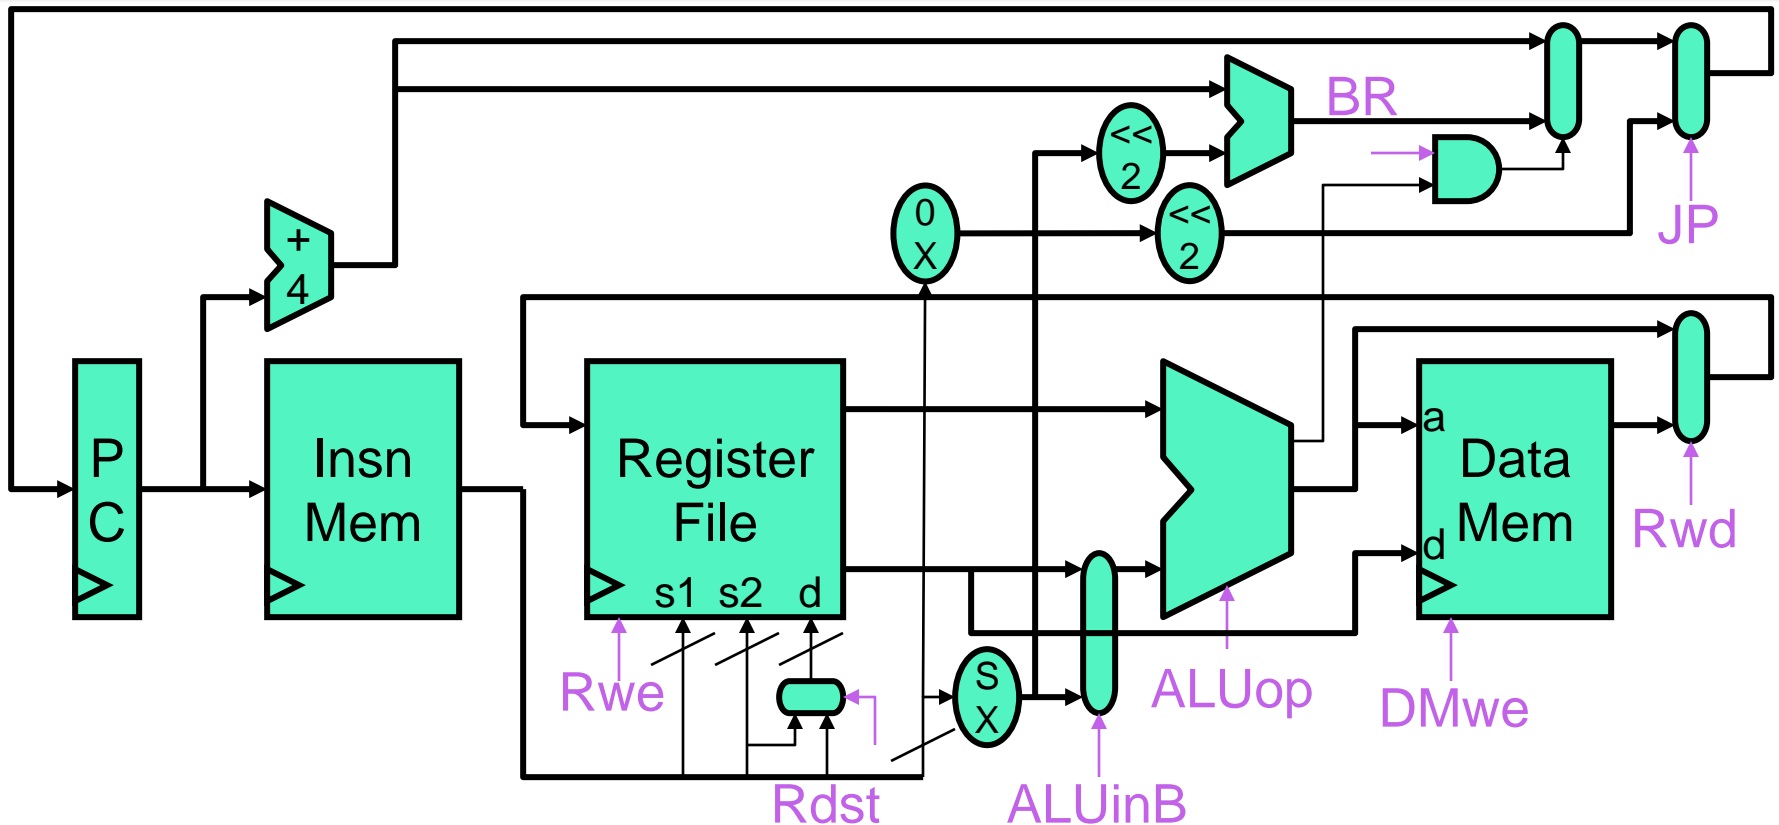 BR
<<
2
<<
2
0
X
JP
+
4
P
C
Insn
Mem
Register
File
s1 s2 d
a
d
Data
Mem
Rwd
Rwe
S
X
ALUop
DMwe
Rdst
ALUinB